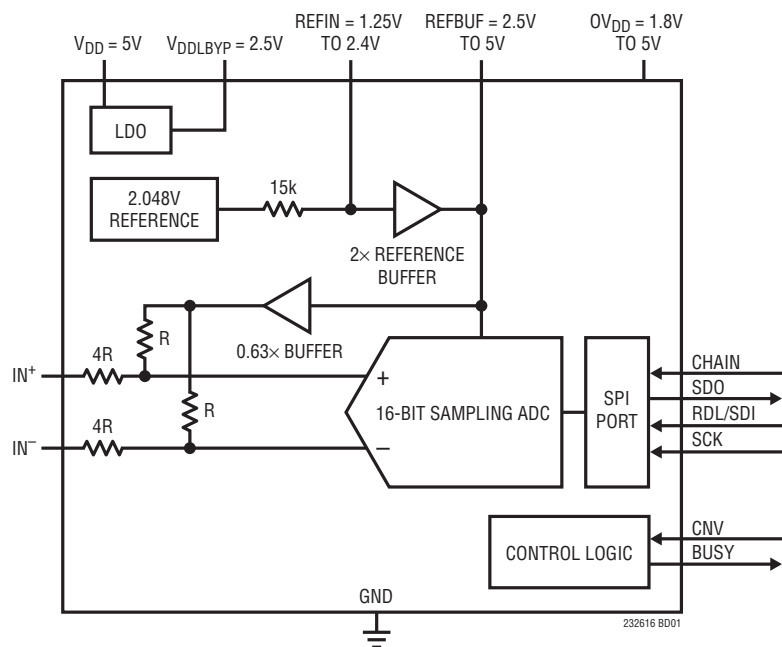 V_DD = 5V
V_DDLBYP = 2.5V
REFIN = 1.25V
TO 2.4V
REFBUF = 2.5V
TO 5V
OV_DD = 1.8V
TO 5V
LDO
2.048V
REFERENCE
15k
2× REFERENCE
BUFFER
R
0.63× BUFFER
4R
IN⁺
+
R
16-BIT SAMPLING ADC
SPI
PORT
CHAIN
SDO
RDL/SDI
SCK
4R
IN⁻
−
CONTROL LOGIC
CNV
BUSY
GND
232616 BD01